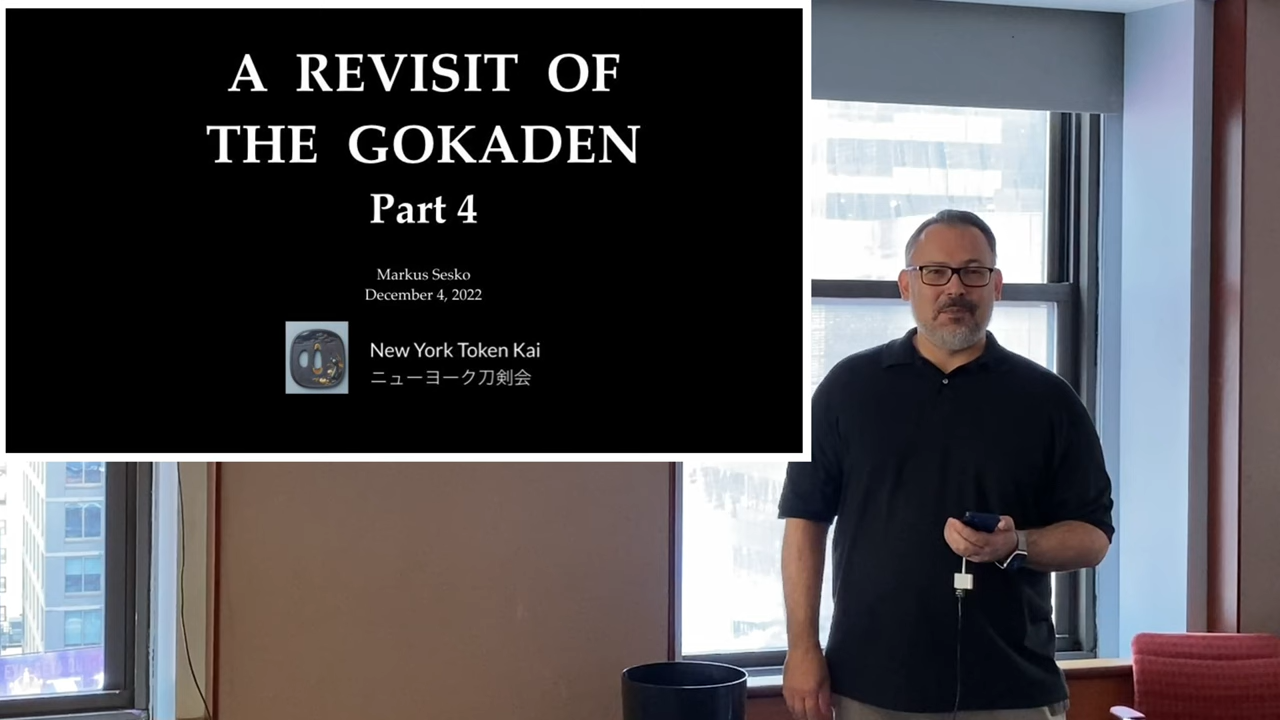 A REVISIT OF
THE GOKADEN
Part 4
Markus Sesko
December 4, 2022
New York Token Kai
ニューヨーク刀剣会